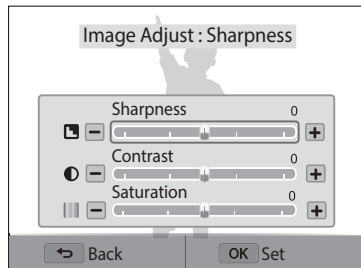 Image Adjust : Sharpness
Sharpness 0
Contrast 0
Saturation 0
Back OK Set